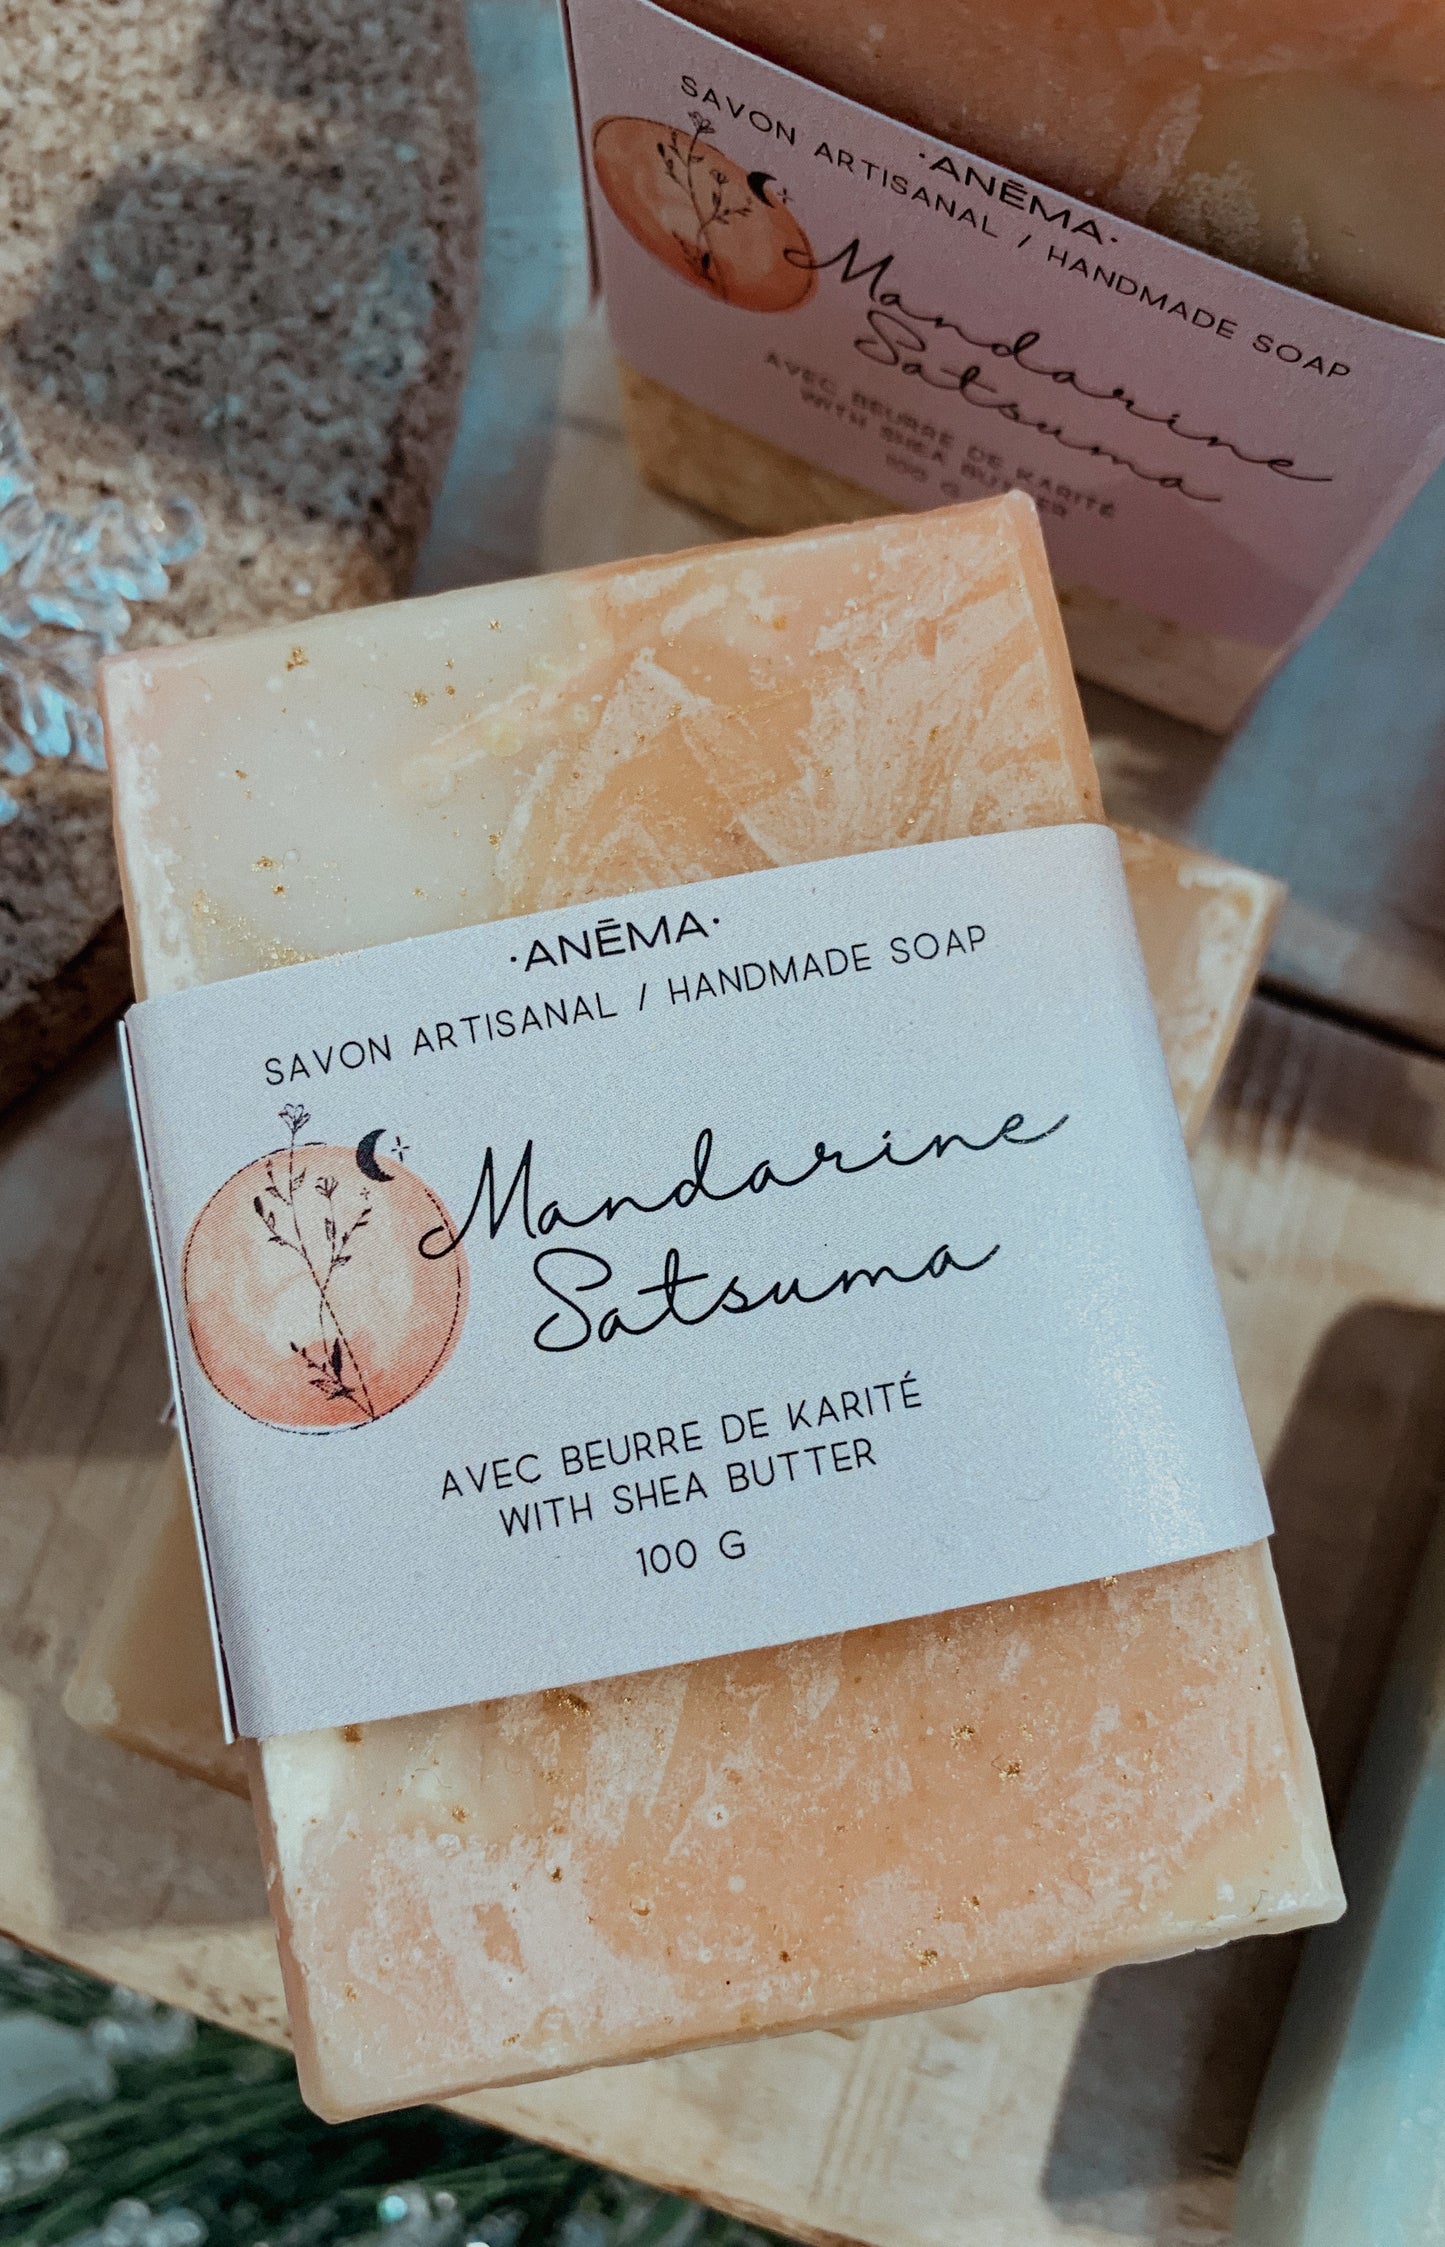 ·ANĒMA·
SAVON ARTISANAL / HANDMADE SOAP
Mandarine
Satsuma
AVEC BEURRE DE KARITÉ
WITH SHEA BUTTER
100 G
·ANĒMA·
SAVON ARTISANAL / HANDMADE SOAP
Mandarine
Satsuma
AVEC BEURRE DE KARITÉ
WITH SHEA BUTTER
100 G